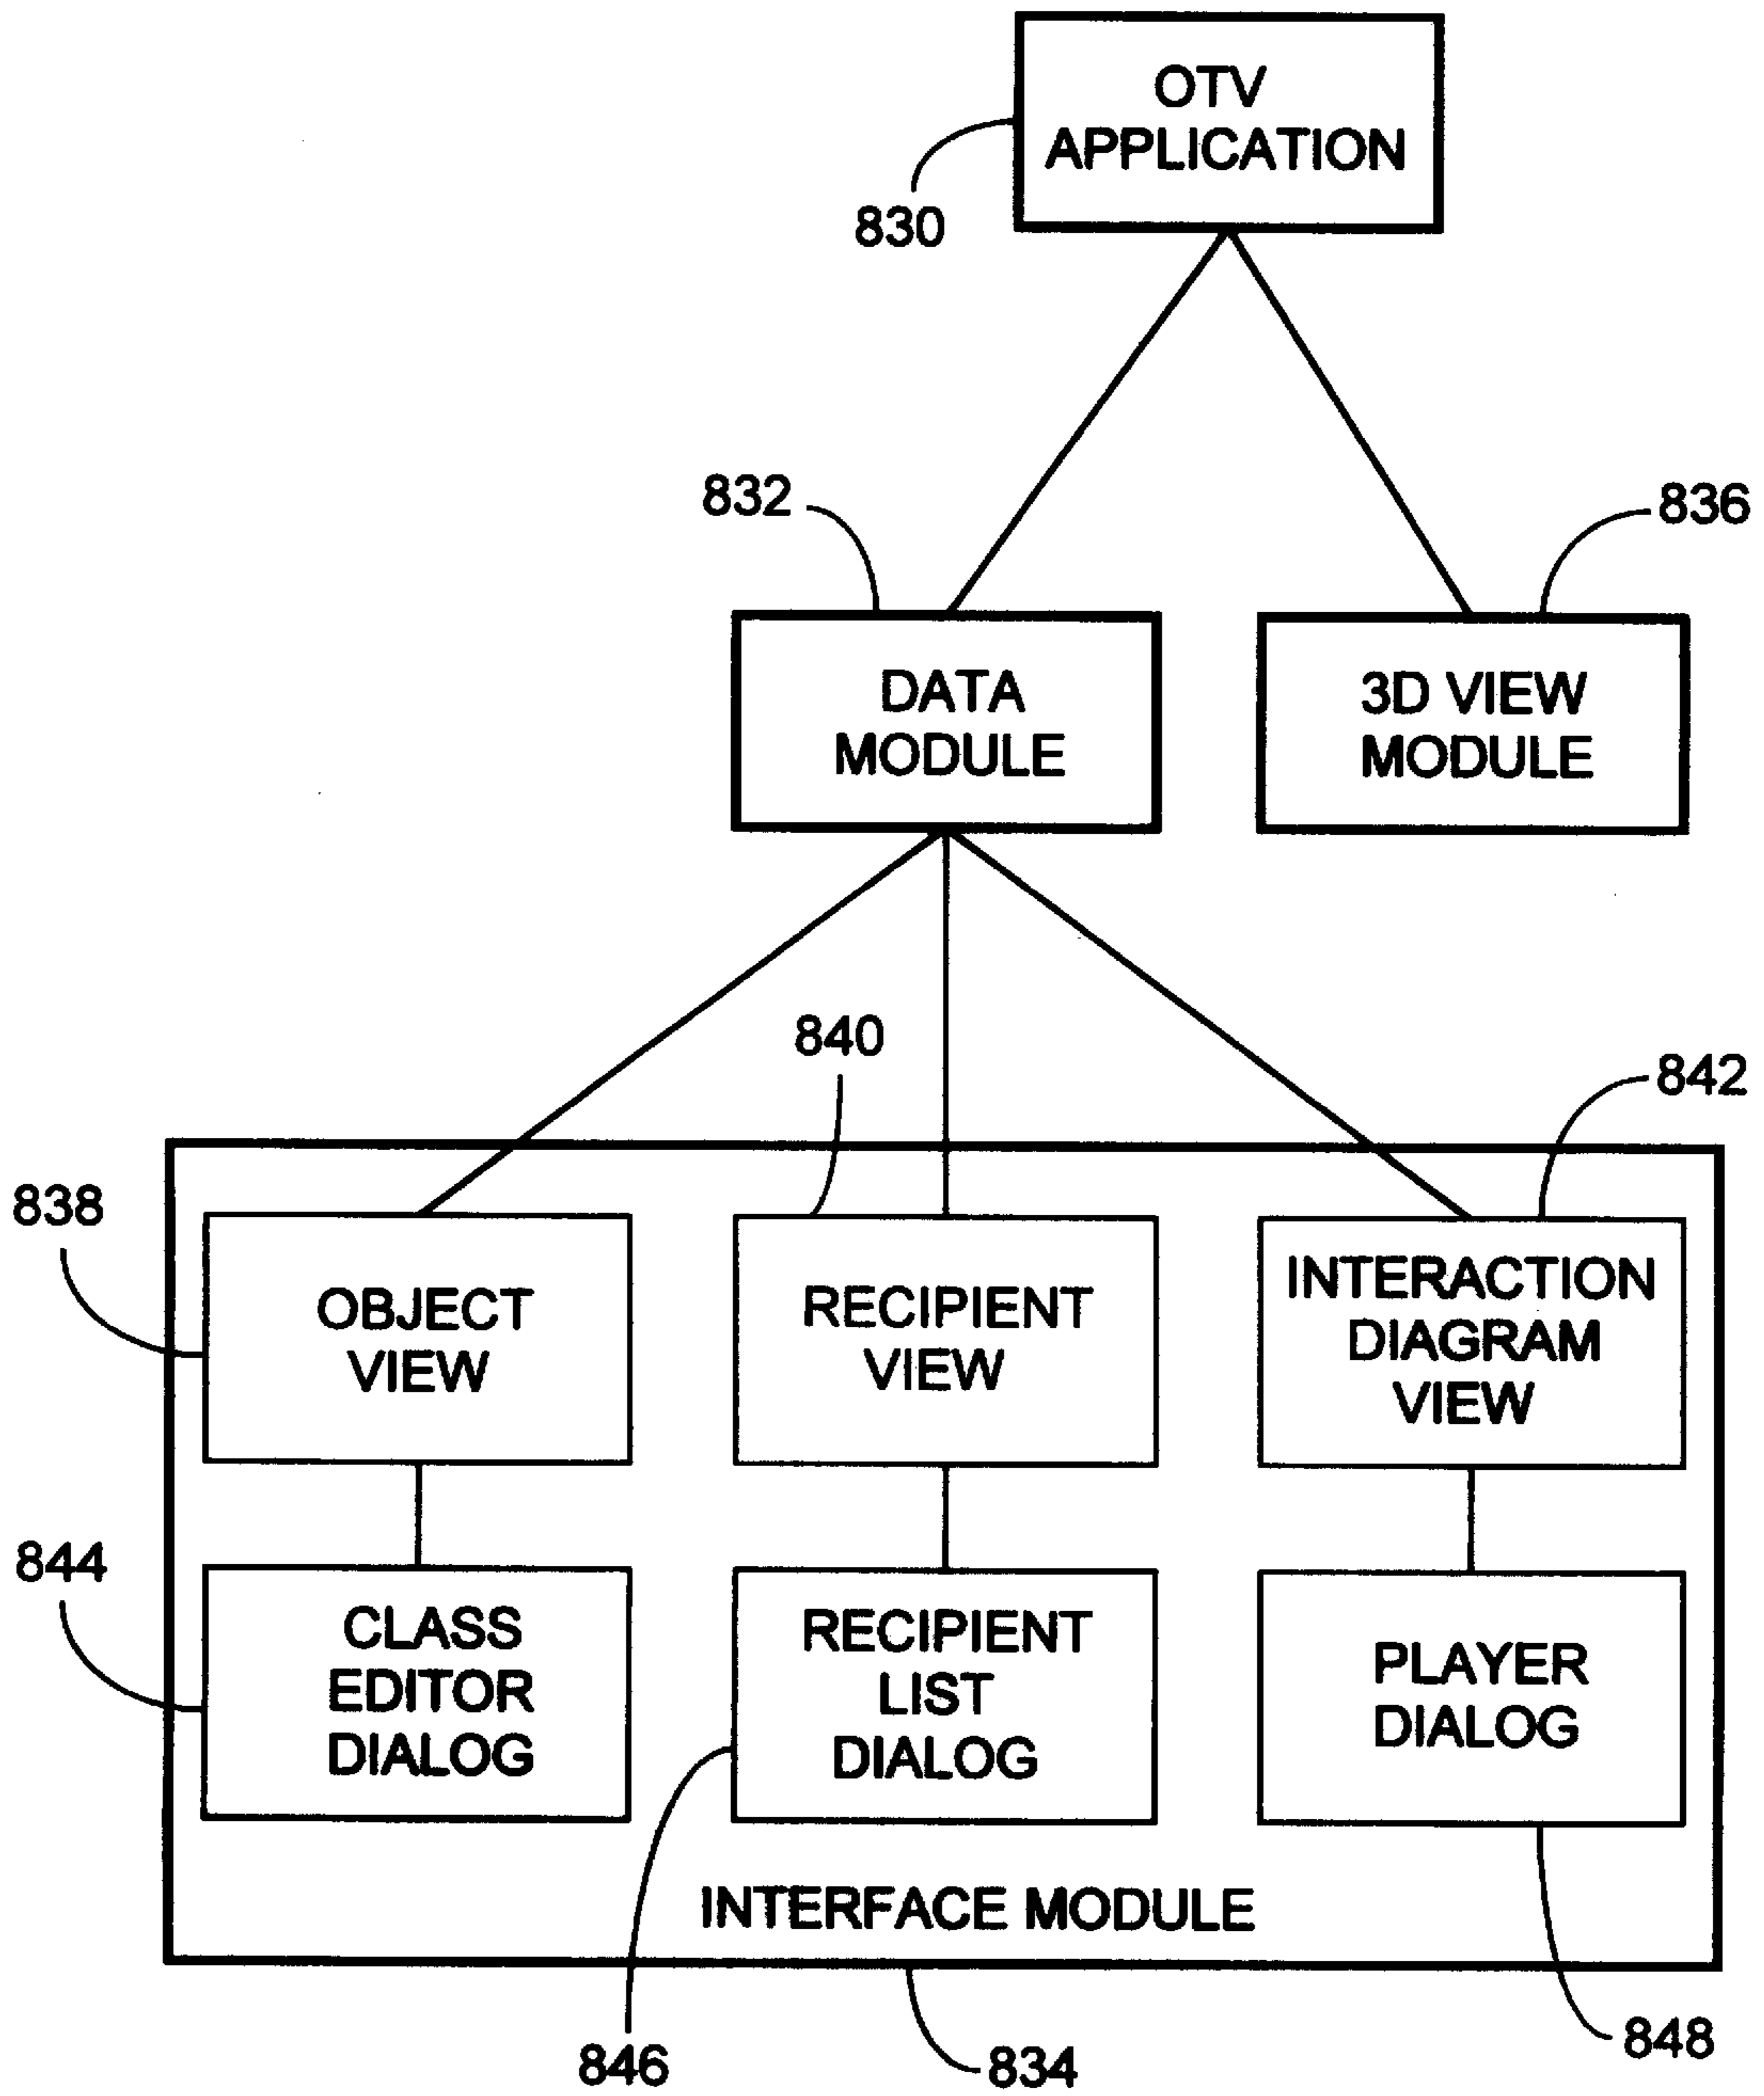 OTV
APPLICATION
830
832
836
DATA
MODULE
3D VIEW
MODULE
840
842
838
OBJECT
VIEW
RECIPIENT
VIEW
INTERACTION
DIAGRAM
VIEW
844
CLASS
EDITOR
DIALOG
RECIPIENT
LIST
DIALOG
PLAYER
DIALOG
INTERFACE MODULE
846
834
848